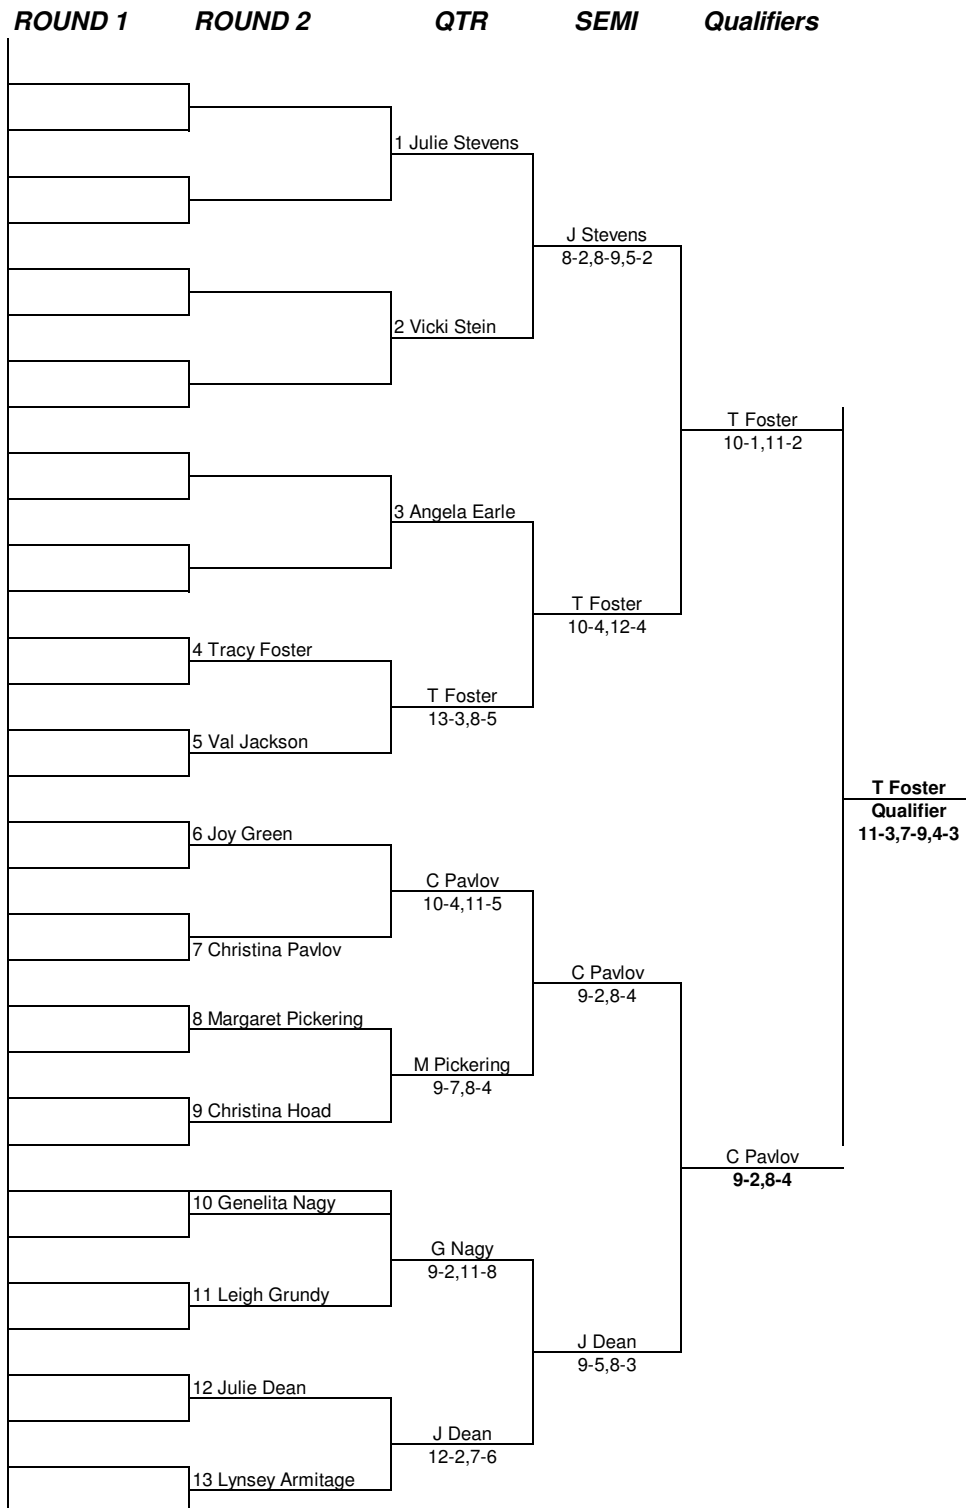 ROUND 1 ROUND 2 QTR SEMI Qualifiers
1 Julie Stevens
J Stevens
8-2,8-9,5-2
2 Vicki Stein
T Foster
10-1,11-2
3 Angela Earle
T Foster
10-4,12-4
4 Tracy Foster
T Foster
13-3,8-5
5 Val Jackson
T Foster
Qualifier
11-3,7-9,4-3
6 Joy Green
C Pavlov
10-4,11-5
7 Christina Pavlov
C Pavlov
9-2,8-4
8 Margaret Pickering
M Pickering
9-7,8-4
9 Christina Hoad
C Pavlov
9-2,8-4
10 Genelita Nagy
G Nagy
9-2,11-8
11 Leigh Grundy
J Dean
9-5,8-3
12 Julie Dean
J Dean
12-2,7-6
13 Lynsey Armitage